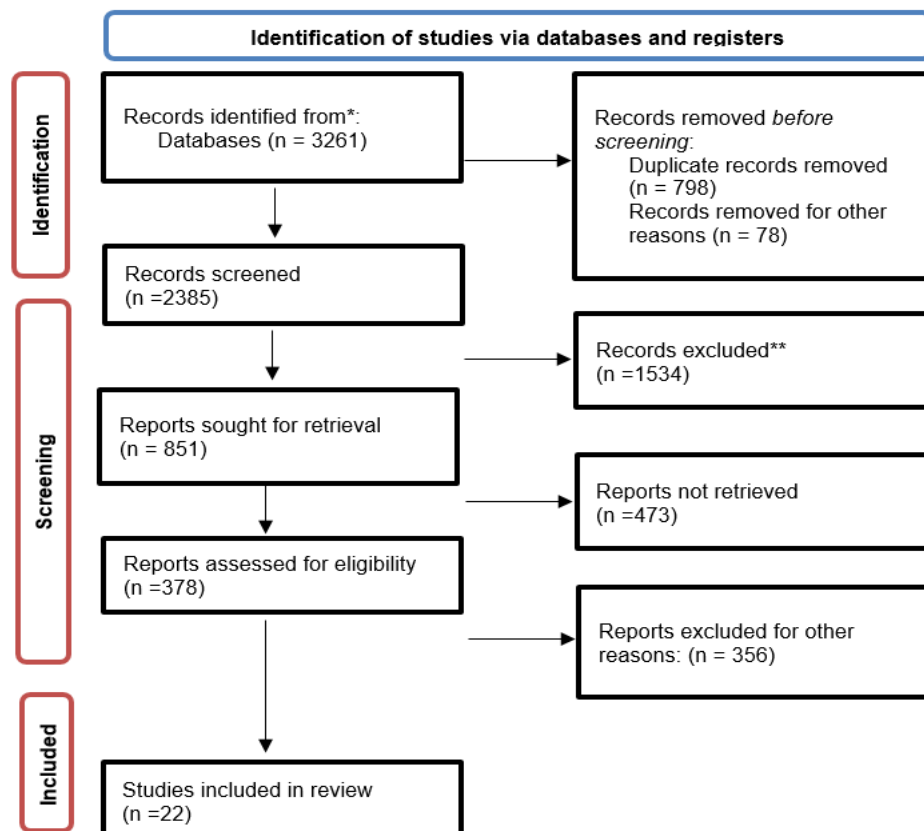 Identification of studies via databases and registers
Identification
Records identified from*:
Databases (n = 3261)
Records removed before
screening:
Duplicate records removed
(n = 798)
Records removed for other
reasons (n = 78)
Records screened
(n =2385)
Screening
Records excluded**
(n =1534)
Reports sought for retrieval
(n = 851)
Reports not retrieved
(n =473)
Reports assessed for eligibility
(n =378)
Reports excluded for other
reasons: (n = 356)
Included
Studies included in review
(n =22)